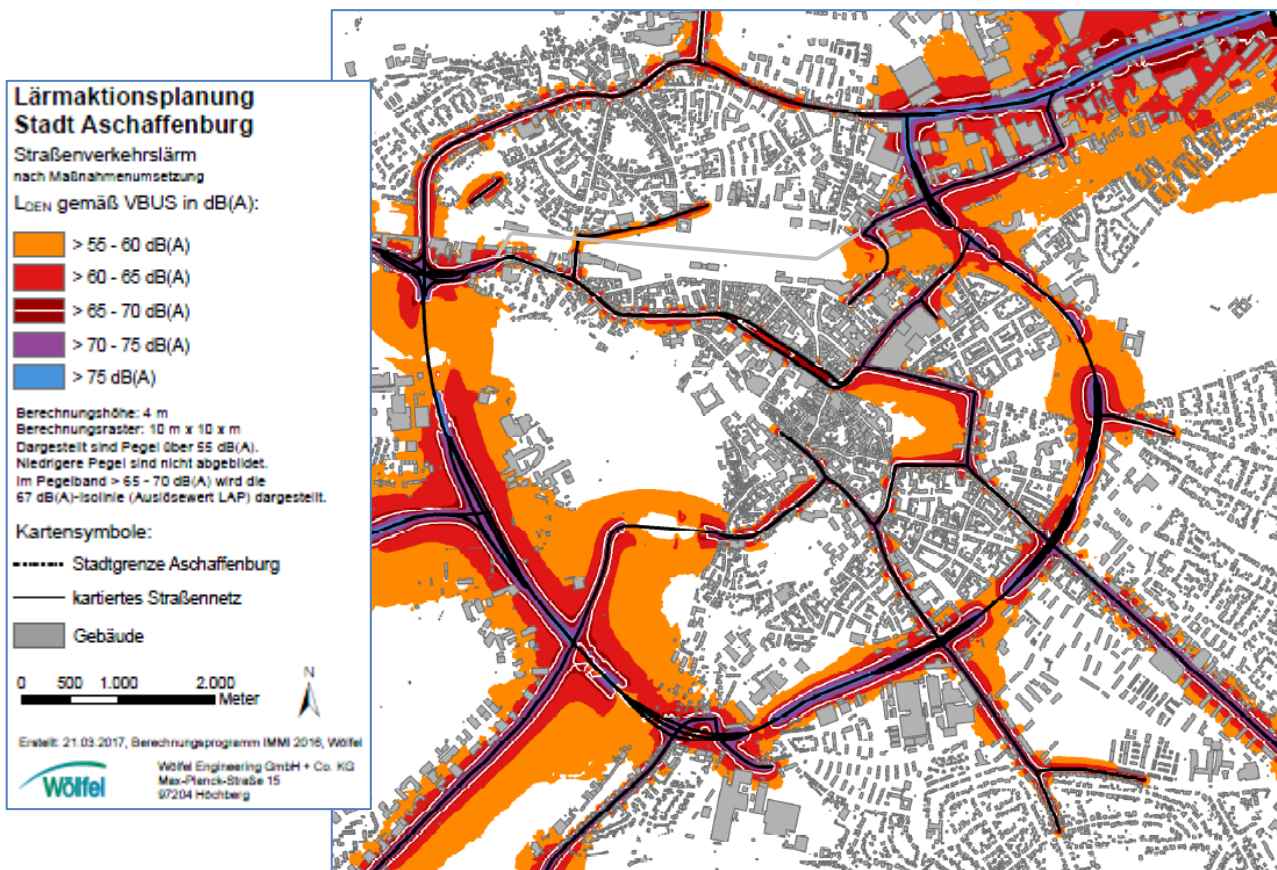 Lärmaktionsplanung
Stadt Aschaffenburg
Straßenverkehrslärm
nach Maßnahmenumsetzung
LDEN gemäß VBUS in dB(A):
> 55 - 60 dB(A)
> 60 - 65 dB(A)
> 65 - 70 dB(A)
> 70 - 75 dB(A)
> 75 dB(A)
Berechnungshöhe: 4 m
Berechnungsraster: 10 m x 10 x m
Dargestellt sind Pegel über 55 dB(A).
Niedrigere Pegel sind nicht abgebildet.
Im Pegelband > 65 - 70 dB(A) wird die
67 dB(A)-Isolinie (Auslösewert LAP) dargestellt.
Kartensymbole:
Stadtgrenze Aschaffenburg
kartiertes Straßennetz
Gebäude
N
0 500 1.000 2.000
Meter
Erstellt: 21.03.2017, Berechnungsprogramm IMMI 2016, Wölfel
Wölfel Engineering GmbH + Co. KG
Max-Planck-Straße 15
97204 Höchberg
Wölfel